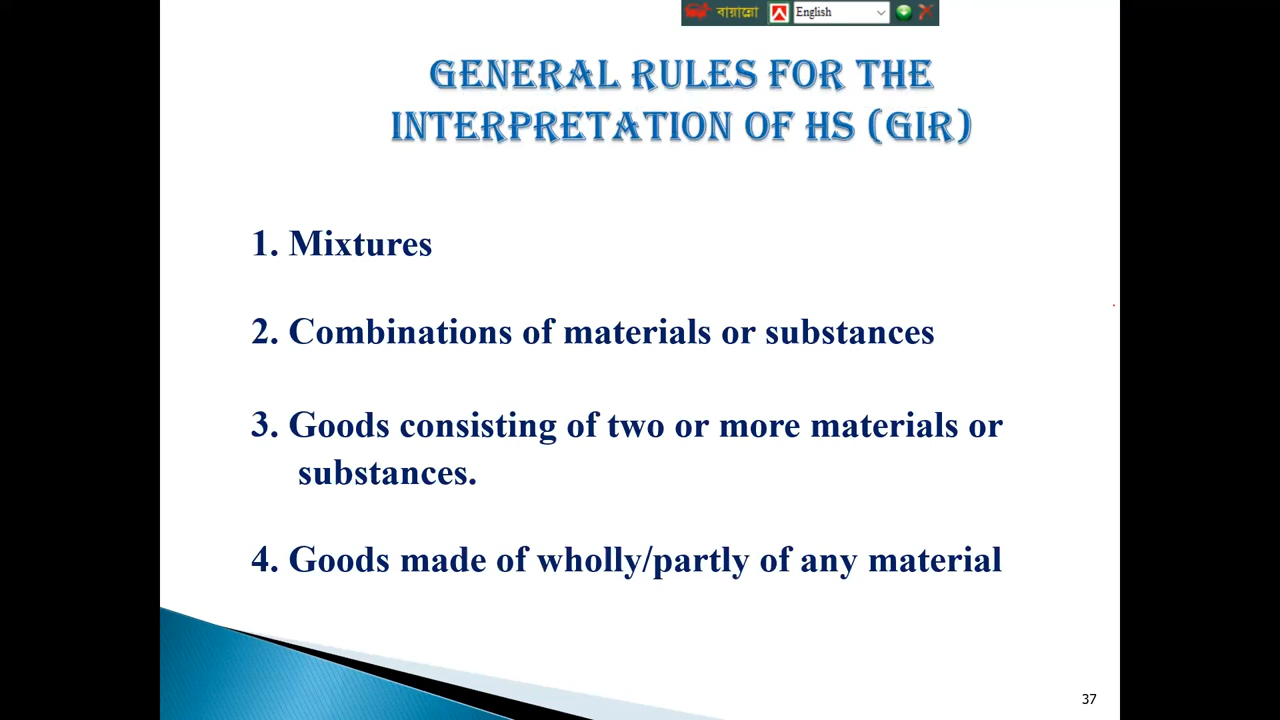 বায়ান্নো English
GENERAL RULES FOR THE
INTERPRETATION OF HS (GIR)
1. Mixtures
2. Combinations of materials or substances
3. Goods consisting of two or more materials or
substances.
4. Goods made of wholly/partly of any material
37